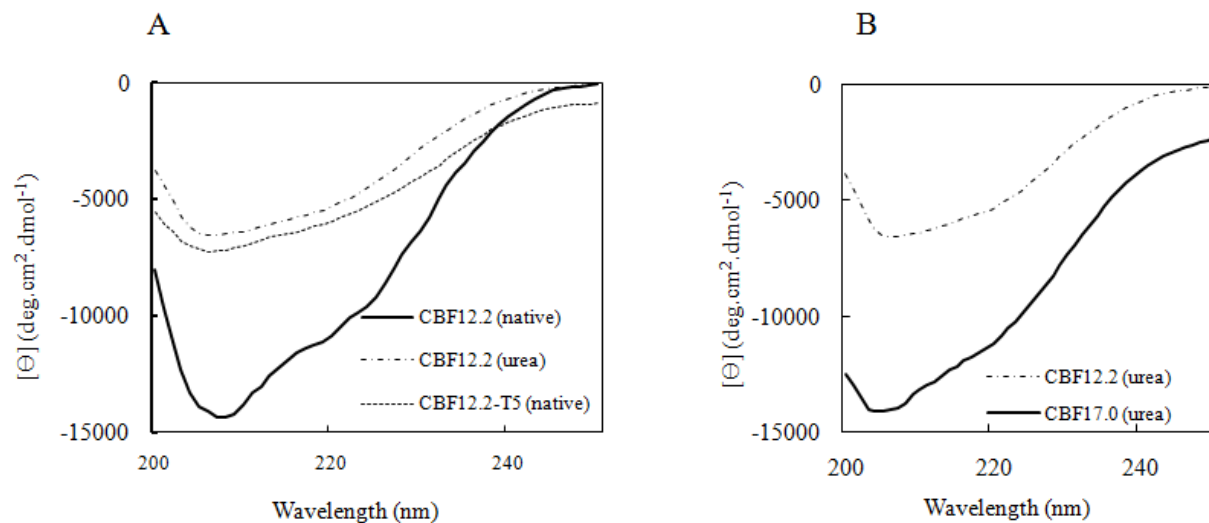 A
0
-5000
-10000
-15000
200
220
240
[Θ] (deg.cm².dmol⁻¹)
Wavelength (nm)
CBF12.2 (native)
CBF12.2 (urea)
CBF12.2-T5 (native)
B
0
-5000
-10000
-15000
200
220
240
[Θ] (deg.cm².dmol⁻¹)
Wavelength (nm)
CBF12.2 (urea)
CBF17.0 (urea)